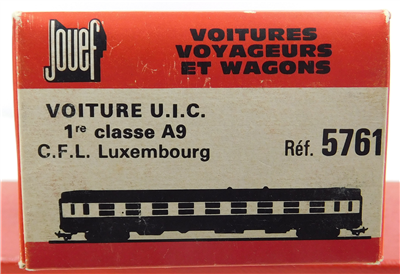 Jouef
VOITURES
VOYAGEURS
ET WAGONS
VOITURE U.I.C.
1re classe A9
C.F.L. Luxembourg
Réf. 5761